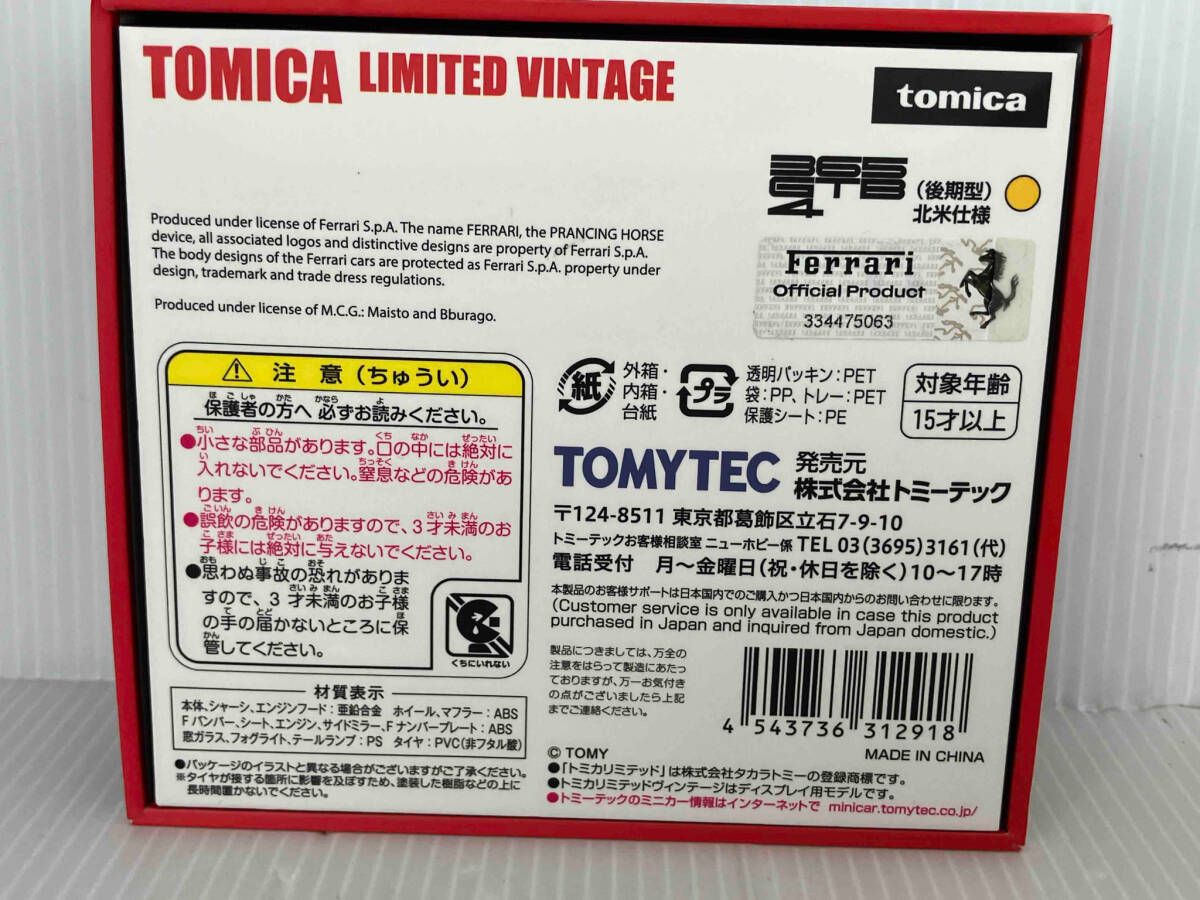 TOMICA LIMITED VINTAGE
tomica
365
GTB
4
(後期型)
北米仕様
Produced under license of Ferrari S.p.A. The name FERRARI, the PRANCING HORSE
device, all associated logos and distinctive designs are property of Ferrari S.p.A.
The body designs of the Ferrari cars are protected as Ferrari S.p.A. property under
design, trademark and trade dress regulations.
Produced under license of M.C.G.: Maisto and Bburago.
Ferrari
Official Product
334475063
注 意(ちゅうい)
保護者の方へ 必ずお読みください。
●小さな部品があります。口の中には絶対に
入れないでください。窒息などの危険があ
ります。
●誤飲の危険がありますので、3才未満のお
子様には絶対に与えないでください。
●思わぬ事故の恐れがありま
すので、3才未満のお子様
の手の届かないところに保
管してください。
くちにいれない
材質表示
本体、シャーシ、エンジンフード:亜鉛合金 ホイール、マフラー:ABS
Fバンパー、シート、エンジン、サイドミラー、Fナンバープレート:ABS
窓ガラス、フォグライト、テールランプ:PS タイヤ:PVC(非フタル酸)
●パッケージのイラストと異なる場合がございますがご了承ください。
※タイヤが接する箇所に影響を及ぼすため、塗装した樹脂などの上に
長時間置かないでください。
紙
外箱・
内箱・
台紙
プラ
透明パッキン:PET
袋:PP、トレー:PET
保護シート:PE
対象年齢
15才以上
TOMYTEC 発売元
株式会社トミーテック
〒124-8511 東京都葛飾区立石7-9-10
トミーテックお客様相談室 ニューホビー係 TEL 03(3695)3161(代)
電話受付 月~金曜日(祝・休日を除く)10~17時
本製品のお客様サポートは日本国内でのご購入かつ日本国内からのお問い合わせに限ります。
(Customer service is only available in case this product
purchased in Japan and inquired from Japan domestic.)
製品につきましては、万全の
注意をはらって製造にあたっ
ておりますが、万一お気付き
の点がございましたら上記
までご連絡ください。
4 543736 312918
© TOMY
MADE IN CHINA
●「トミカリミテッド」は株式会社タカラトミーの登録商標です。
●トミカリミテッドヴィンテージはディスプレイ用モデルです。
●トミーテックのミニカー情報はインターネットで minicar.tomytec.co.jp/